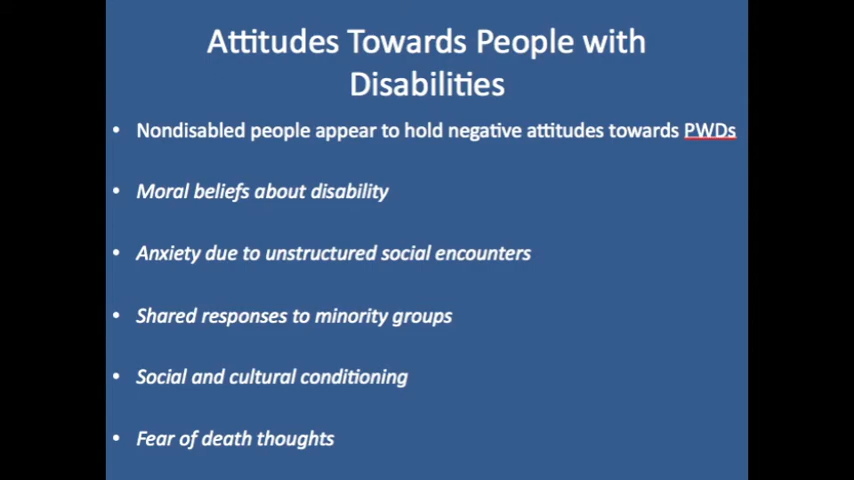 Attitudes Towards People with
Disabilities
• Nondisabled people appear to hold negative attitudes towards PWDs
• Moral beliefs about disability
• Anxiety due to unstructured social encounters
• Shared responses to minority groups
• Social and cultural conditioning
• Fear of death thoughts